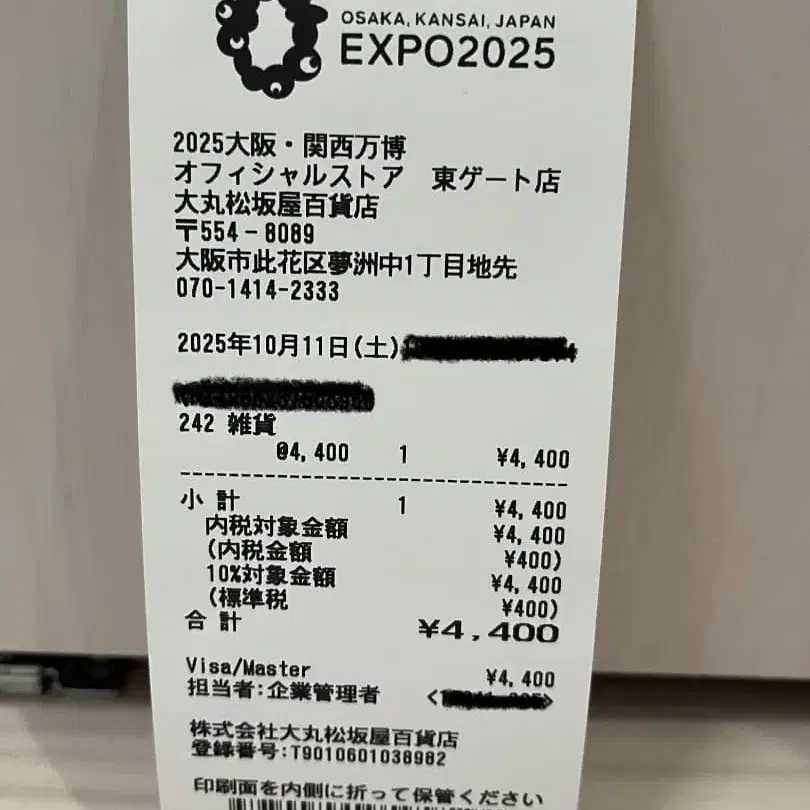 OSAKA, KANSAI, JAPAN
EXPO2025
2025大阪・関西万博
オフィシャルストア 東ゲート店
大丸松坂屋百貨店
〒554-8089
大阪市此花区夢洲中1丁目地先
070-1414-2333
2025年10月11日(土)
242 雑貨
@4,400 1 ¥4,400
小 計 1 ¥4,400
内税対象金額 ¥4,400
(内税金額 ¥400)
10%対象金額 ¥4,400
(標準税 ¥400)
合 計 ¥4,400
Visa/Master ¥4,400
担当者:企業管理者
株式会社大丸松坂屋百貨店
登録番号:T9010601038982
印刷面を内側に折って保管ください